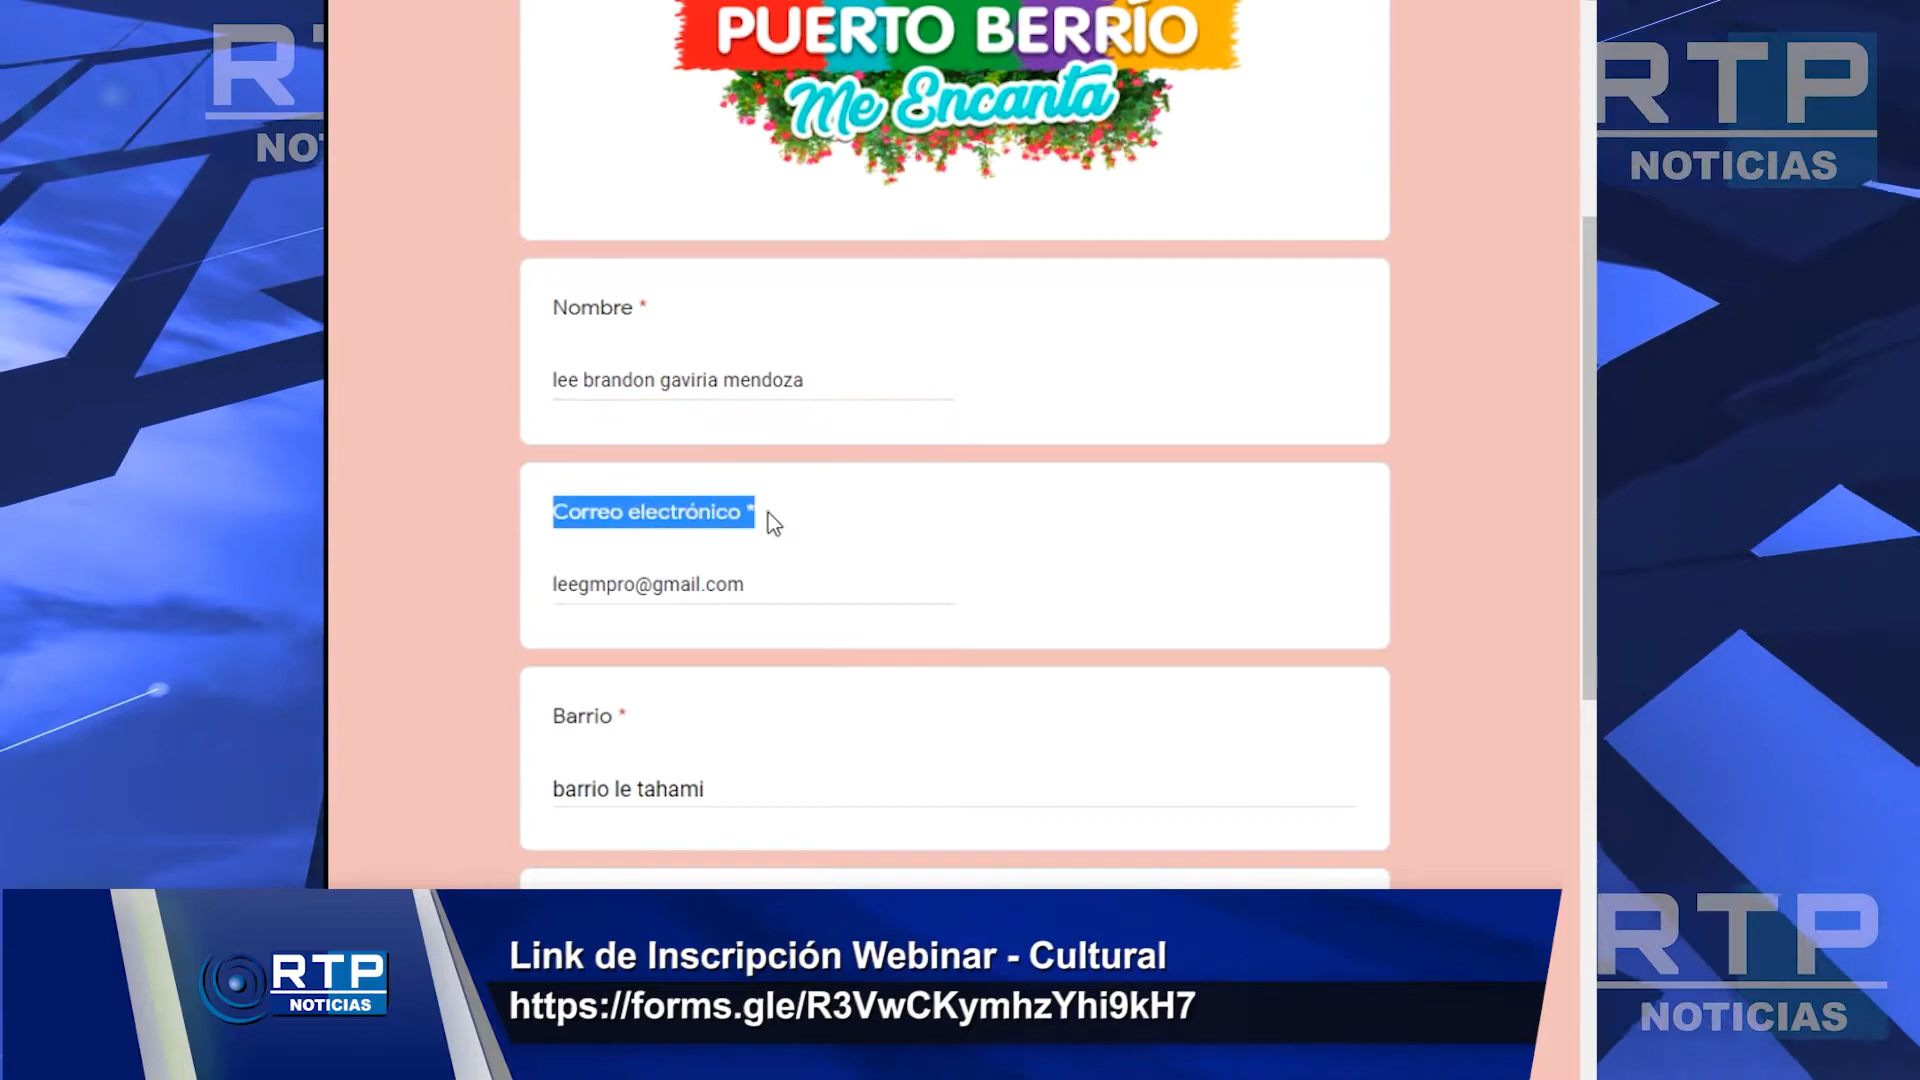 PUERTO BERRÍO
Me Encanta
RTP
NOTICIAS
Nombre *
lee brandon gaviria mendoza
Correo electrónico *
leegmpro@gmail.com
Barrio *
barrio le tahami
RTP
NOTICIAS
Link de Inscripción Webinar - Cultural
https://forms.gle/R3VwCKymhzYhi9kH7
RTP
NOTICIAS